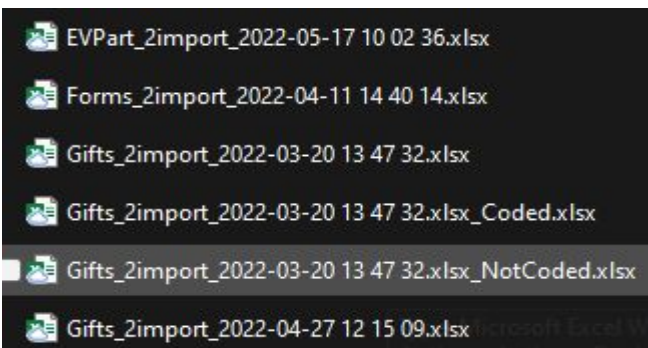 EVPart_2import_2022-05-17 10 02 36.xlsx
Forms_2import_2022-04-11 14 40 14.xlsx
Gifts_2import_2022-03-20 13 47 32.xlsx
Gifts_2import_2022-03-20 13 47 32.xlsx_Coded.xlsx
Gifts_2import_2022-03-20 13 47 32.xlsx_NotCoded.xlsx
Gifts_2import_2022-04-27 12 15 09.xlsx
Microsoft Excel W